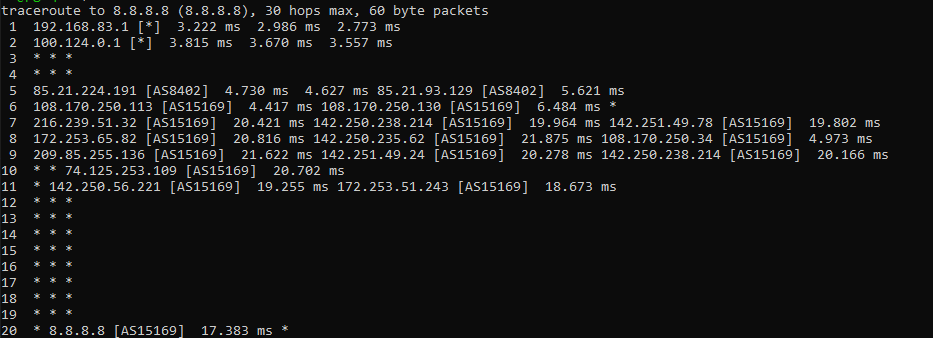 traceroute to 8.8.8.8 (8.8.8.8), 30 hops max, 60 byte packets
 1  192.168.83.1 [*]  3.222 ms  2.986 ms  2.773 ms
 2  100.124.0.1 [*]  3.815 ms  3.670 ms  3.557 ms
 3  * * *
 4  * * *
 5  85.21.224.191 [AS8402]  4.730 ms  4.627 ms 85.21.93.129 [AS8402]  5.621 ms
 6  108.170.250.113 [AS15169]  4.417 ms 108.170.250.130 [AS15169]  6.484 ms *
 7  216.239.51.32 [AS15169]  20.421 ms 142.250.238.214 [AS15169]  19.964 ms 142.251.49.78 [AS15169]  19.802 ms
 8  172.253.65.82 [AS15169]  20.816 ms 142.250.235.62 [AS15169]  21.875 ms 108.170.250.34 [AS15169]  4.973 ms
 9  209.85.255.136 [AS15169]  21.622 ms 142.251.49.24 [AS15169]  20.278 ms 142.250.238.214 [AS15169]  20.166 ms
10  * * 74.125.253.109 [AS15169]  20.702 ms
11  * 142.250.56.221 [AS15169]  19.255 ms 172.253.51.243 [AS15169]  18.673 ms
12  * * *
13  * * *
14  * * *
15  * * *
16  * * *
17  * * *
18  * * *
19  * * *
20  * 8.8.8.8 [AS15169]  17.383 ms *